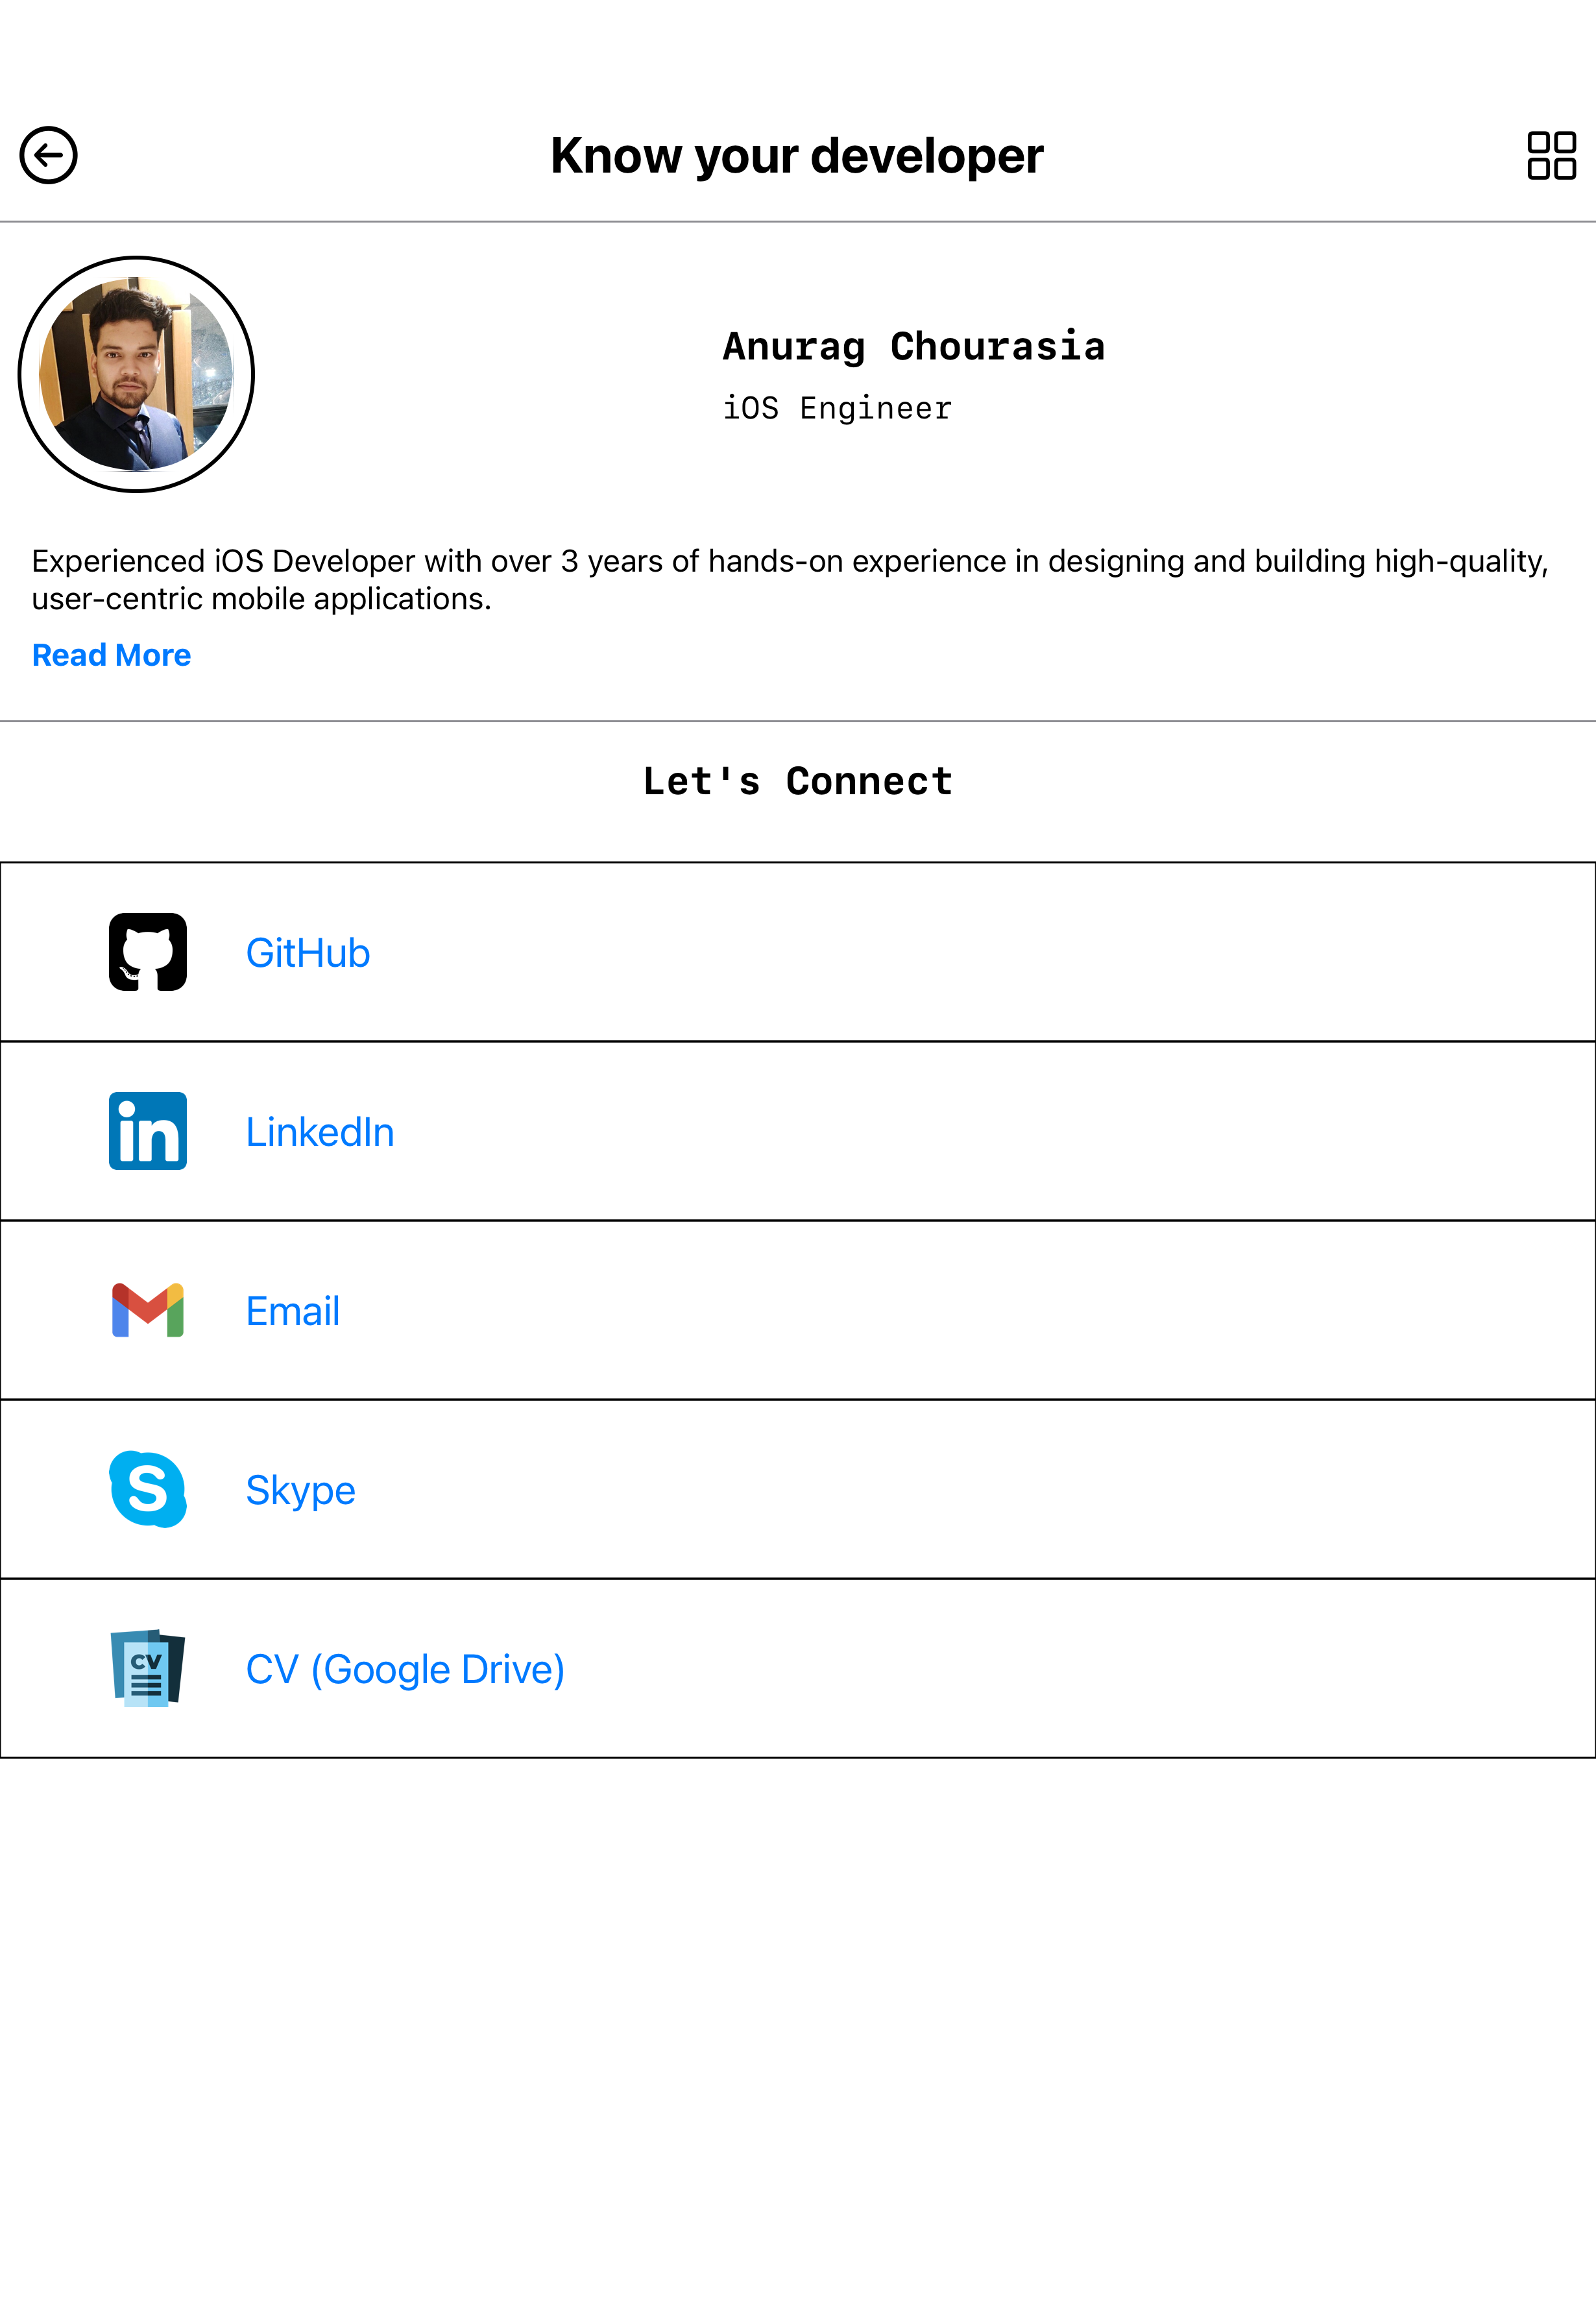 Know your developer
Anurag Chourasia
iOS Engineer
Experienced iOS Developer with over 3 years of hands-on experience in designing and building high-quality,
user-centric mobile applications.
Read More
Let's Connect
GitHub
in
LinkedIn
Email
S
Skype
CV
CV (Google Drive)